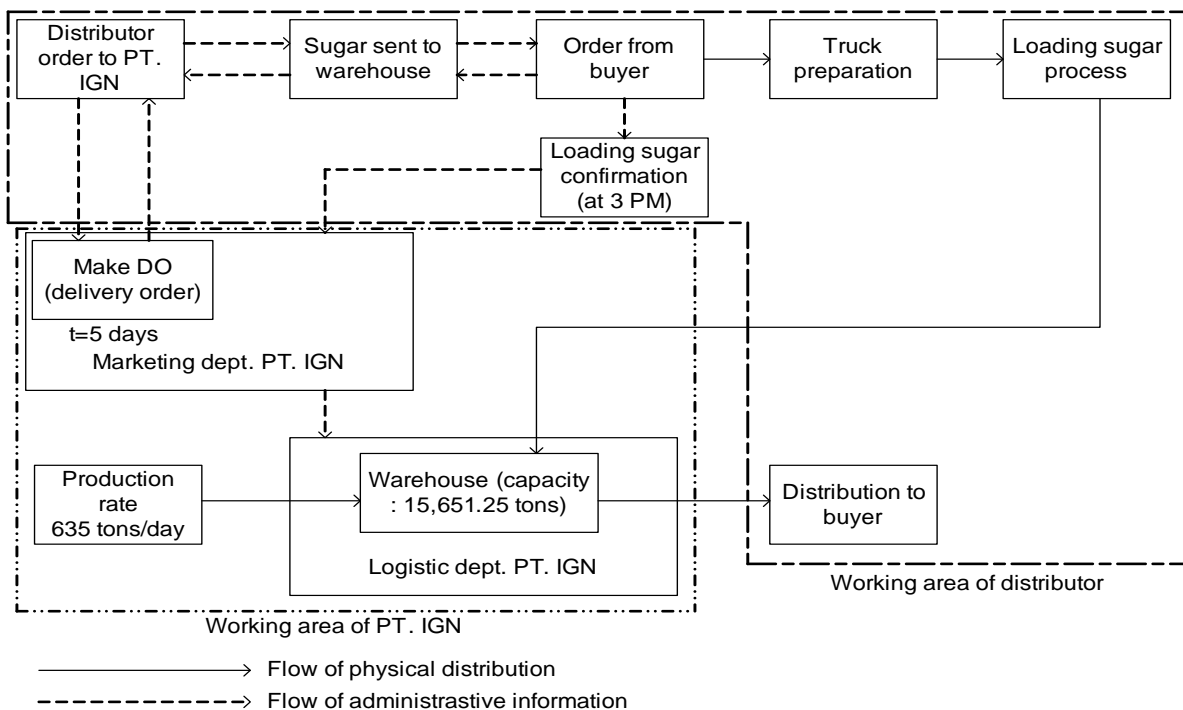 Distributor
order to PT.
IGN
Sugar sent to
warehouse
Order from
buyer
Truck
preparation
Loading sugar
process
Loading sugar
confirmation
(at 3 PM)
Make DO
(delivery order)
t=5 days
Marketing dept. PT. IGN
Production
rate
635 tons/day
Warehouse (capacity
: 15,651.25 tons)
Logistic dept. PT. IGN
Distribution to
buyer
Working area of distributor
Working area of PT. IGN
Flow of physical distribution
Flow of administrastive information